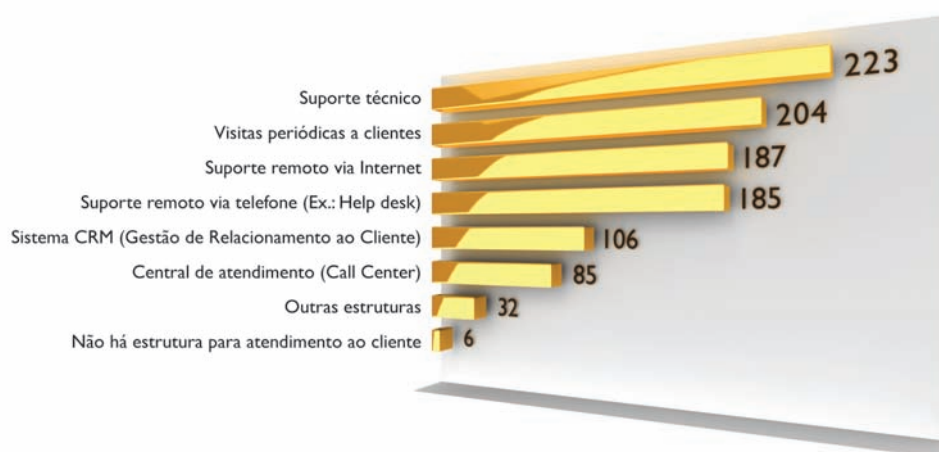 Suporte técnico 223
Visitas periódicas a clientes 204
Suporte remoto via Internet 187
Suporte remoto via telefone (Ex.: Help desk) 185
Sistema CRM (Gestão de Relacionamento ao Cliente) 106
Central de atendimento (Call Center) 85
Outras estruturas 32
Não há estrutura para atendimento ao cliente 6